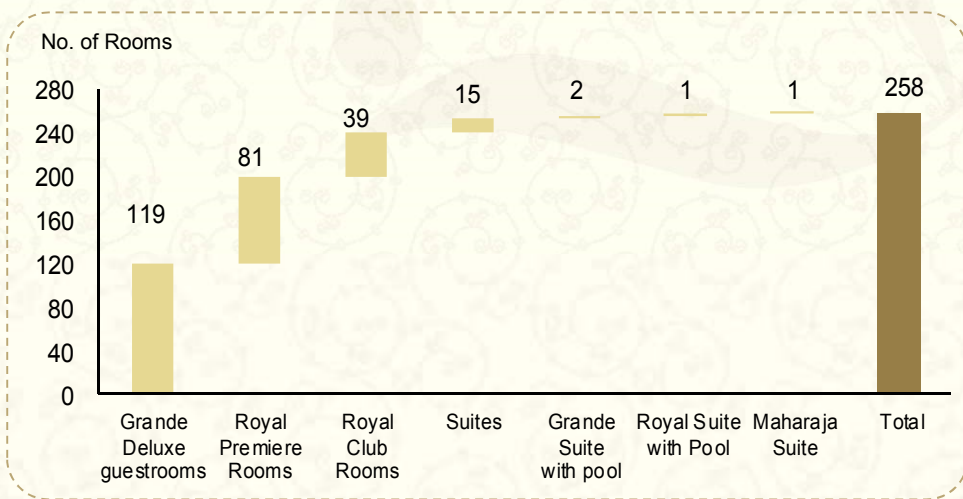 No. of Rooms
280
240
200
160
120
80
40
0
119
81
39
15
2
1
1
258
Grande
Deluxe
guestrooms
Royal
Premiere
Rooms
Royal
Club
Rooms
Suites
Grande
Suite
with pool
Royal Suite
with Pool
Maharaja
Suite
Total